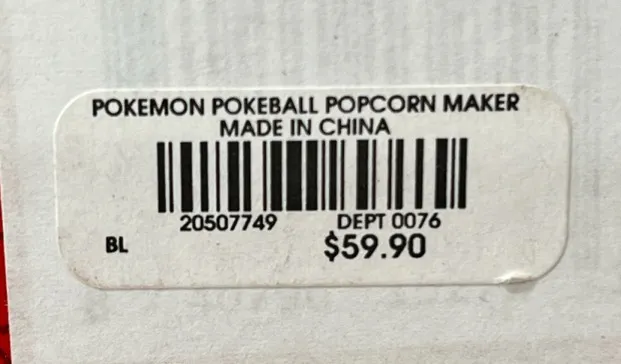 POKEMON POKEBALL POPCORN MAKER
MADE IN CHINA
20507749 DEPT 0076
BL $59.90